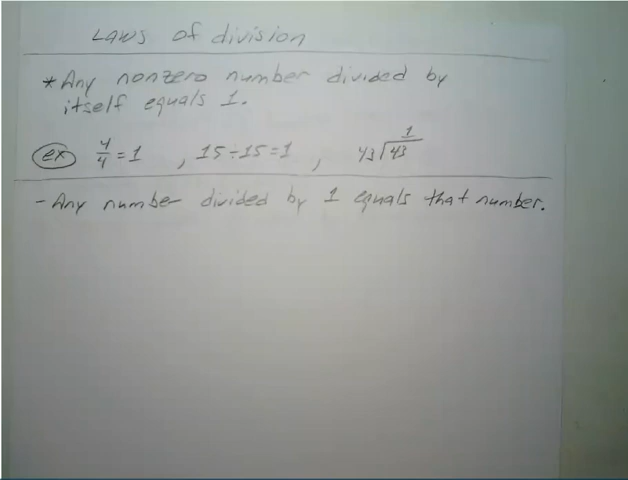 Laws of division
* Any nonzero number divided by
itself equals 1.
ex 4/4 = 1 , 15÷15=1 , 43√43 1
- Any number divided by 1 equals that number.